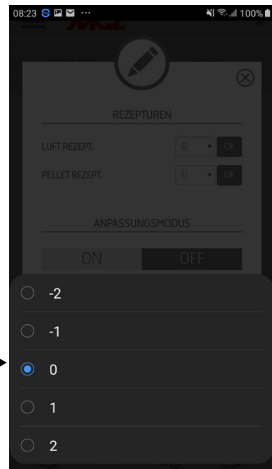 08:23 ... 100%
MCZ
REZEPTUREN
LUFT REZEPT. 0 OK
PELLET REZEPT. 0 OK
ANPASSUNGSMODUS
ON OFF
-2
-1
0
1
2